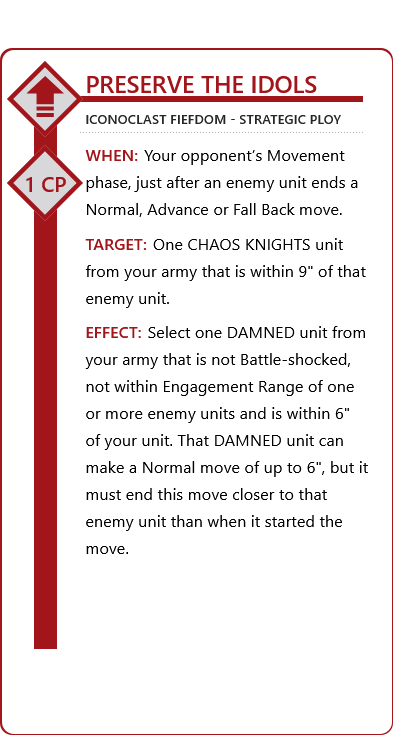 PRESERVE THE IDOLS
ICONOCLAST FIEFDOM - STRATEGIC PLOY
1 CP
WHEN: Your opponent’s Movement
phase, just after an enemy unit ends a
Normal, Advance or Fall Back move.
TARGET: One CHAOS KNIGHTS unit
from your army that is within 9" of that
enemy unit.
EFFECT: Select one DAMNED unit from
your army that is not Battle-shocked,
not within Engagement Range of one
or more enemy units and is within 6"
of your unit. That DAMNED unit can
make a Normal move of up to 6", but it
must end this move closer to that
enemy unit than when it started the
move.